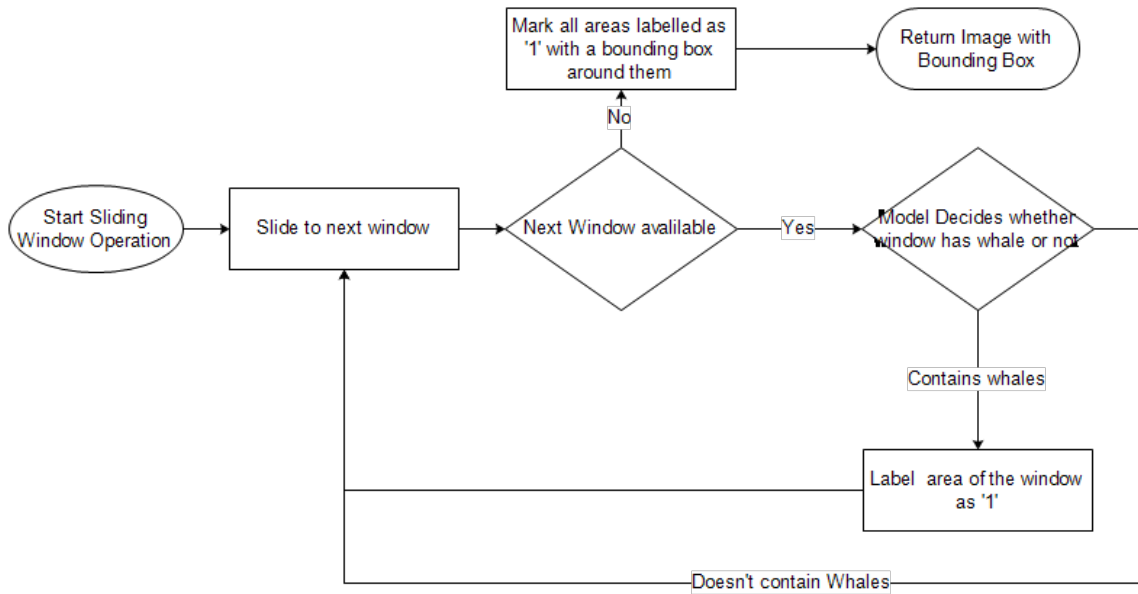 Mark all areas labelled as
'1' with a bounding box
around them
Return Image with
Bounding Box
No
Start Sliding
Window Operation
Slide to next window
Next Window avalilable
Yes
Model Decides whether
window has whale or not
Contains whales
Label area of the window
as '1'
Doesn't contain Whales